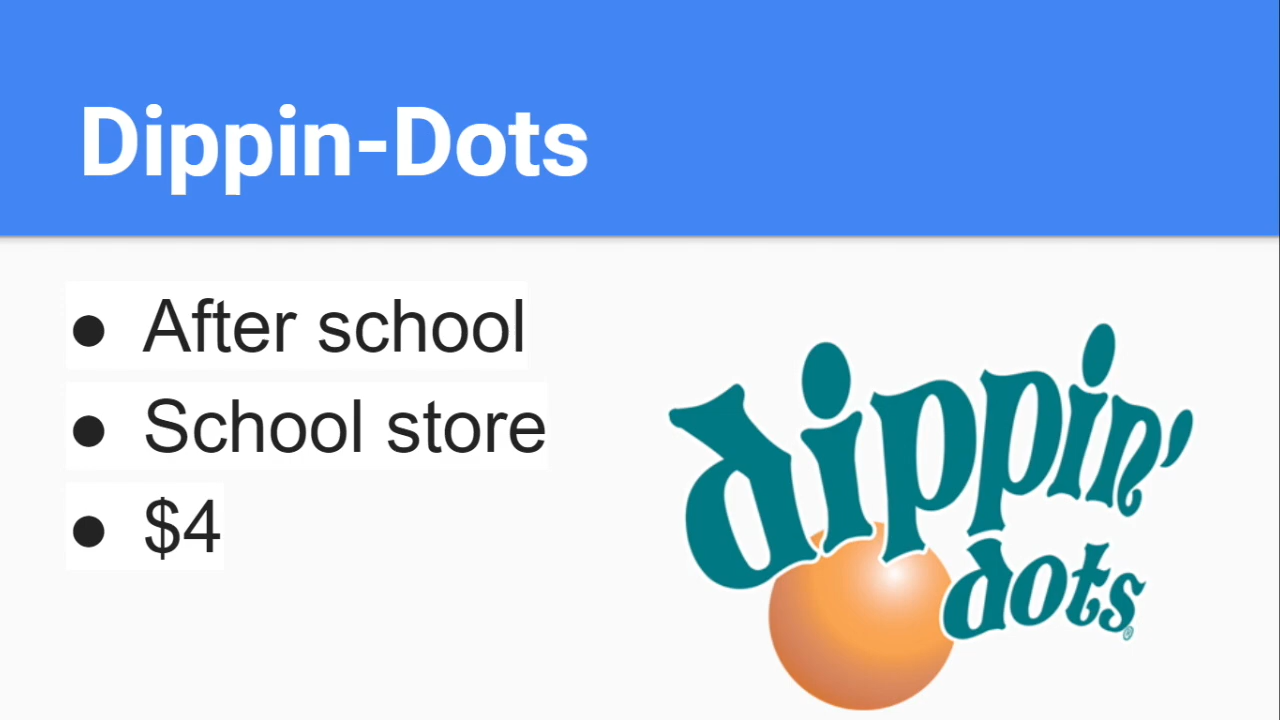 Dippin-Dots
● After school
● School store
● $4
dippin'
dots®